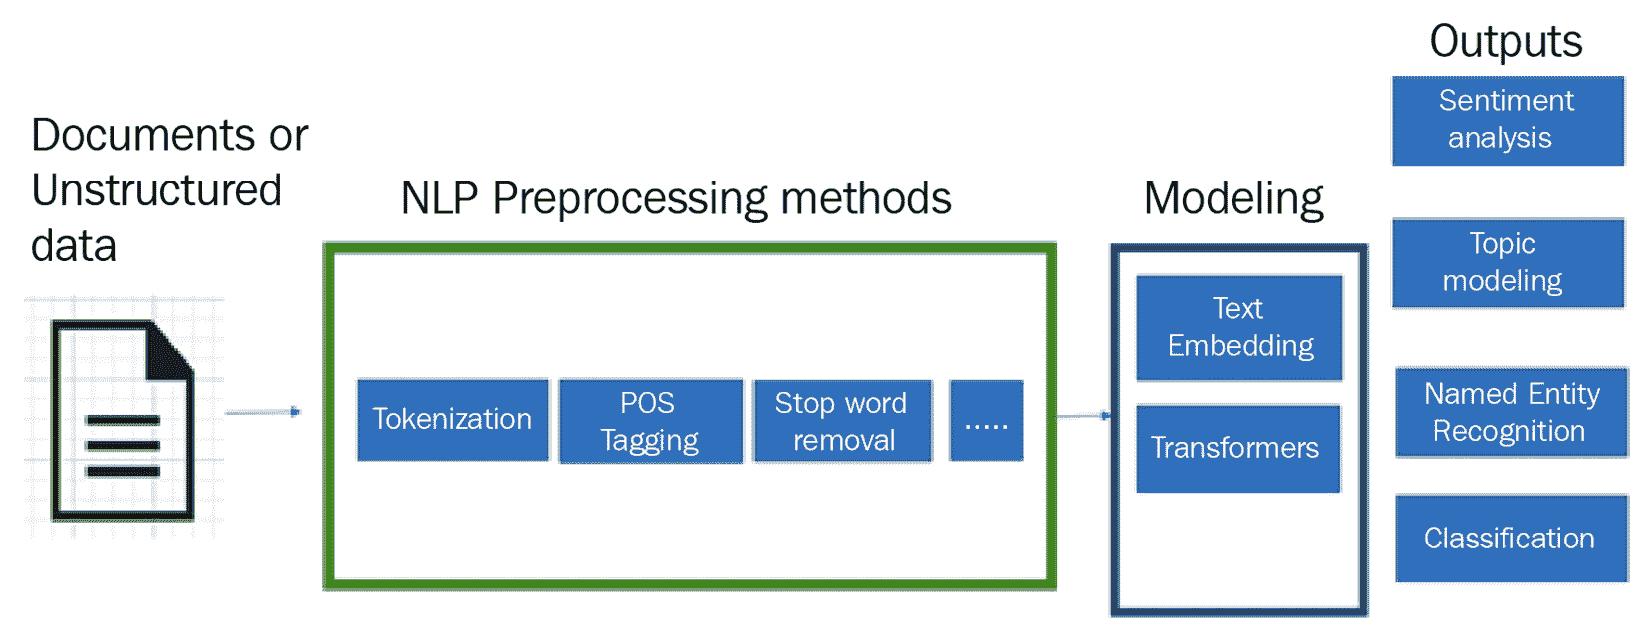 Documents or
Unstructured
data
NLP Preprocessing methods
Tokenization
POS
Tagging
Stop word
removal
.....
Modeling
Text
Embedding
Transformers
Outputs
Sentiment
analysis
Topic
modeling
Named Entity
Recognition
Classification